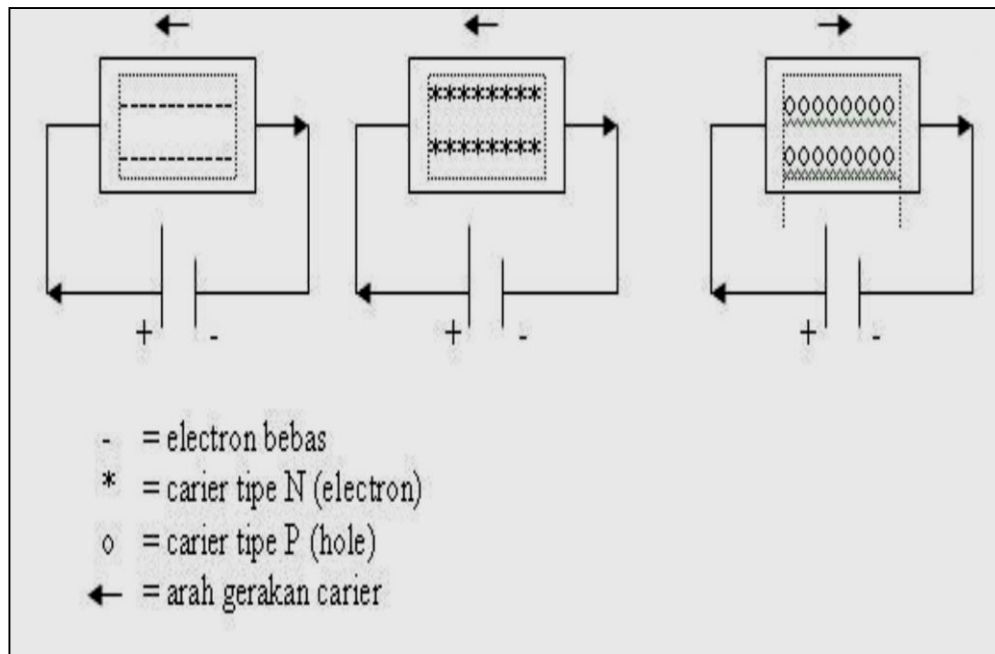 + -
+ -
+ -
- = electron bebas
* = carier tipe N (electron)
o = carier tipe P (hole)
← = arah gerakan carier